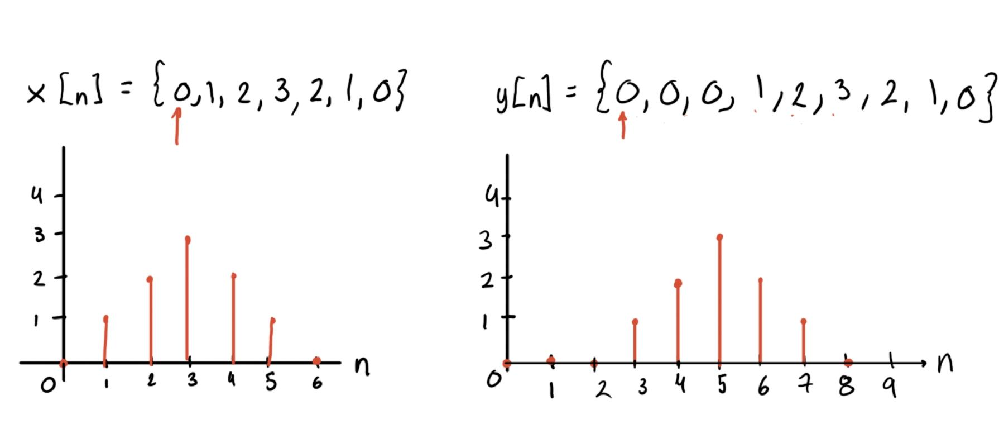 x[n] = {0, 1, 2, 3, 2, 1, 0}
4
3
2
1
0 1 2 3 4 5 6 n
y[n] = {0, 0, 0, 1, 2, 3, 2, 1, 0}
4
3
2
1
0 1 2 3 4 5 6 7 8 9 n